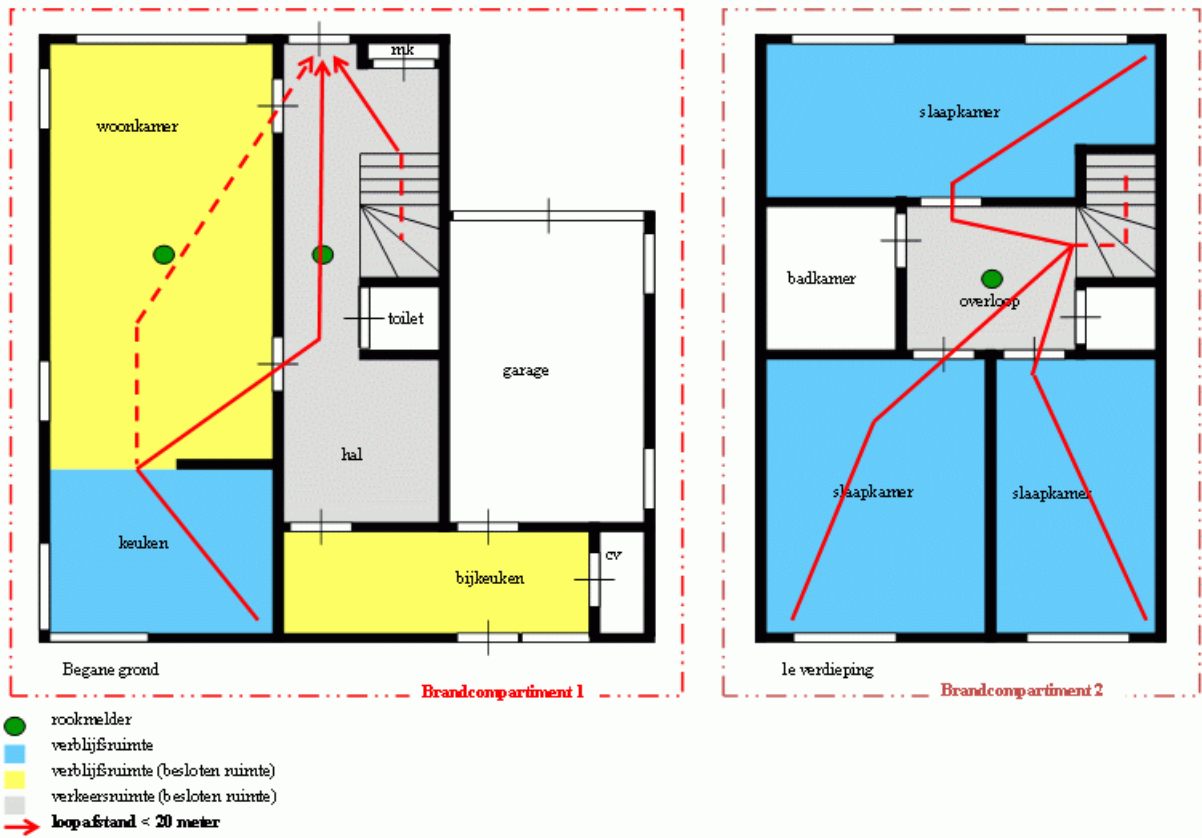 mk
woonkamer
slaapkamer
badkamer
overloop
toilet
garage
hal
slaapkamer
slaapkamer
keuken
bijkeuken
cv
Begane grond
1e verdieping
Brandcompartiment 1
Brandcompartiment 2
rookmelder
verblijfsruimte
verblijfsruimte (besloten ruimte)
verkeersruimte (besloten ruimte)
loopafstand < 20 meter